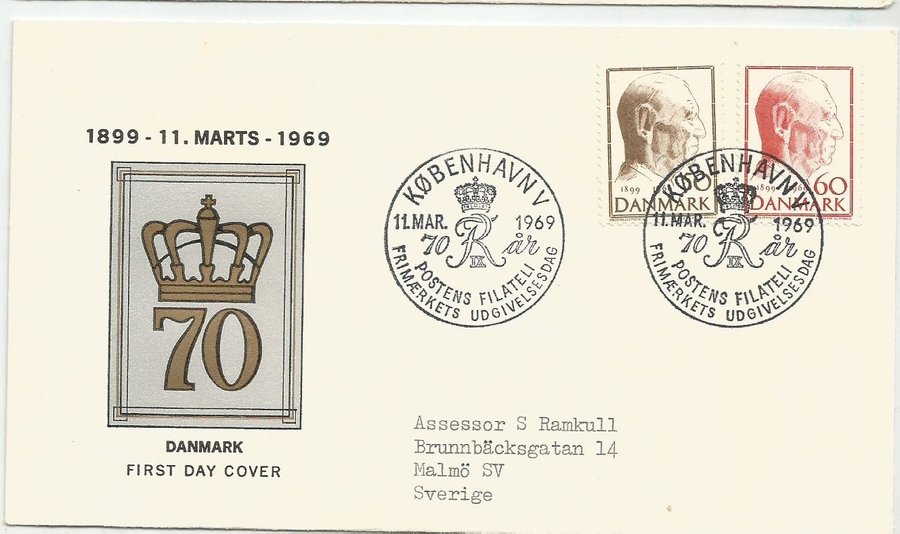 1899 - 11. MARTS - 1969
70
DANMARK
FIRST DAY COVER
KØBENHAVN V
11. MAR. 1969
70 år
R
IX
POSTENS FILATELI
FRIMÆRKETS UDGIVELSESDAG
1899
DANMARK
1899 60
DANMARK
KØBENHAVN V
11. MAR. 1969
70 år
R
IX
POSTENS FILATELI
FRIMÆRKETS UDGIVELSESDAG
Assessor S Ramkull
Brunnbäcksgatan 14
Malmö SV
Sverige